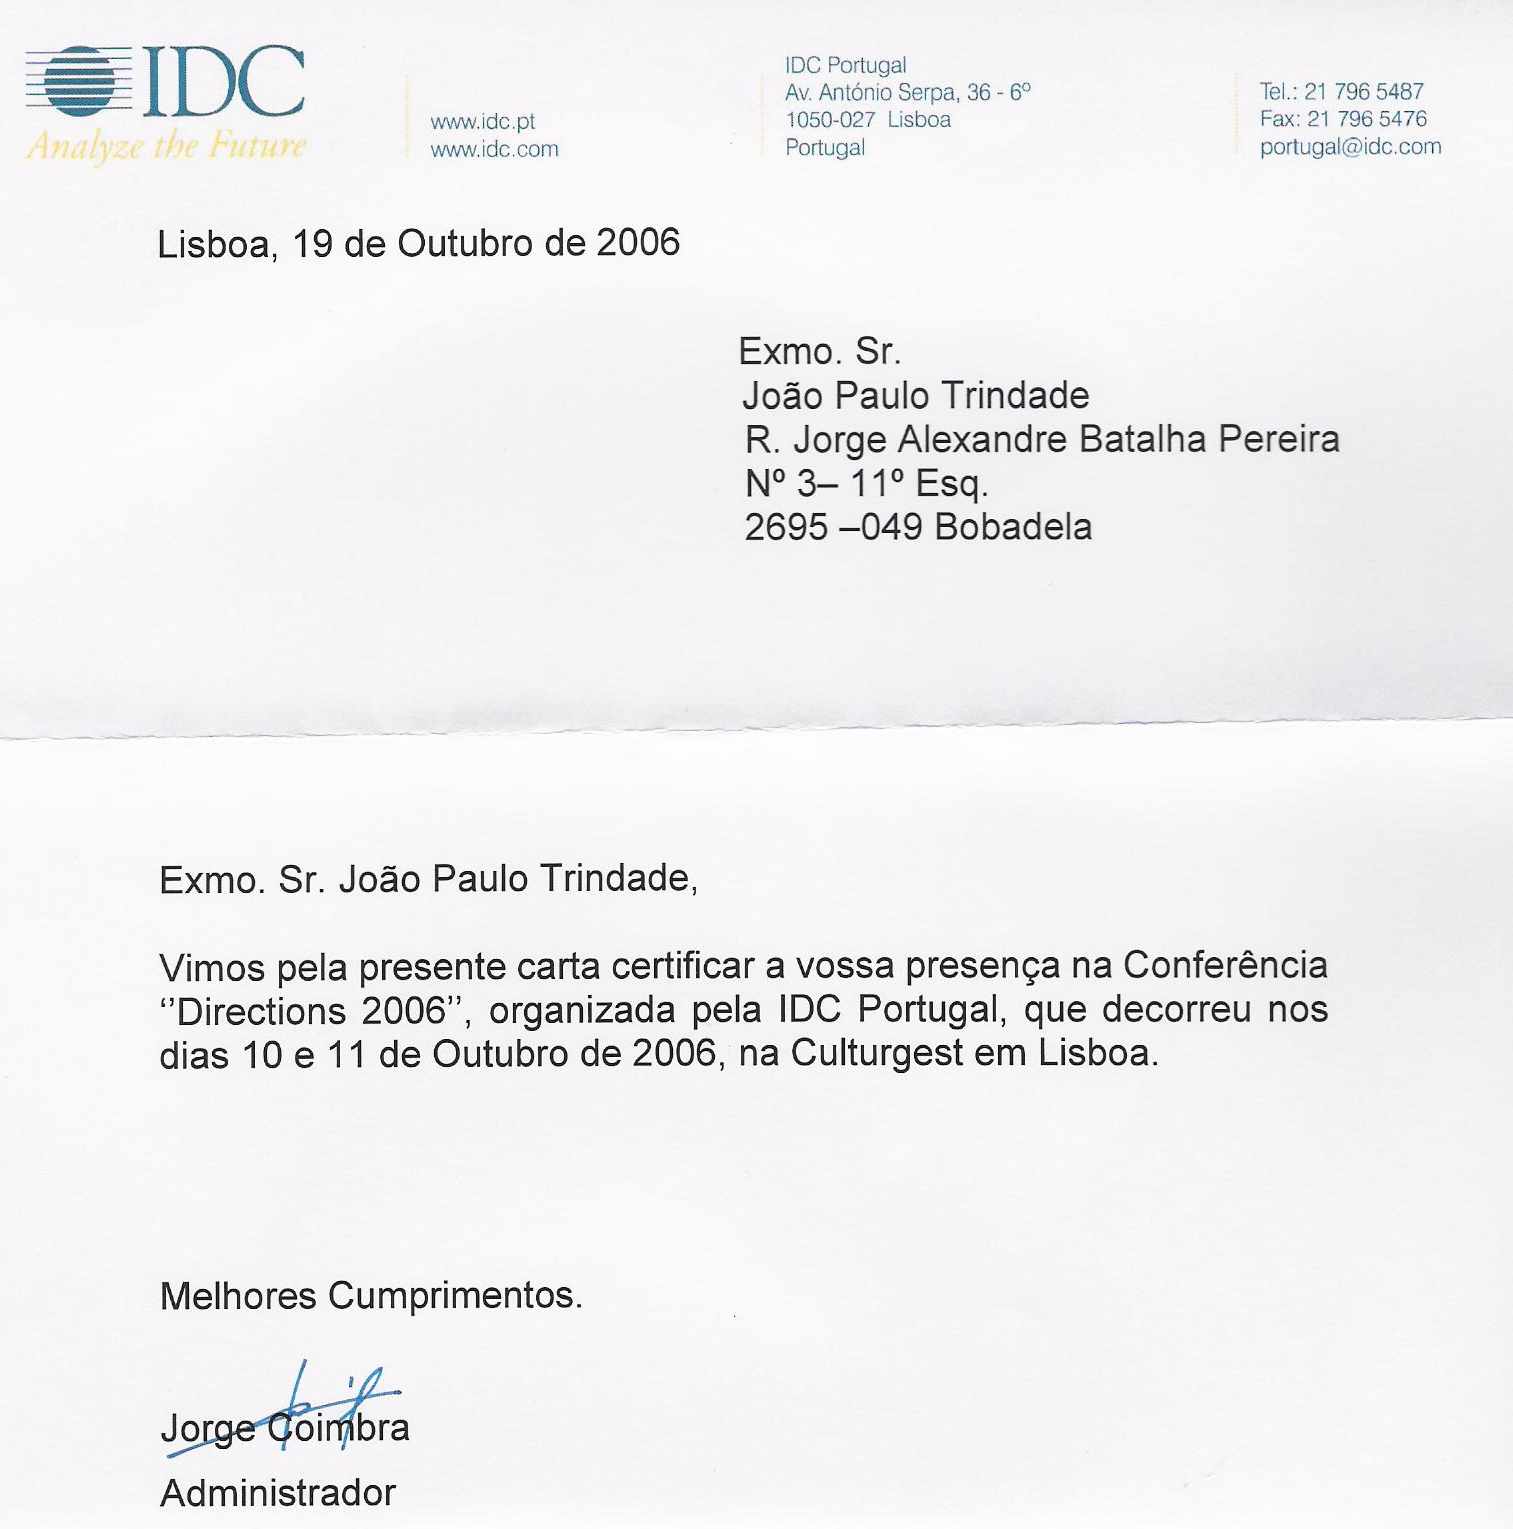 IDC
Analyze the Future
www.idc.pt
www.idc.com
IDC Portugal
Av. António Serpa, 36 - 6º
1050-027 Lisboa
Portugal
Tel.: 21 796 5487
Fax: 21 796 5476
portugal@idc.com
Lisboa, 19 de Outubro de 2006
Exmo. Sr.
João Paulo Trindade
R. Jorge Alexandre Batalha Pereira
Nº 3– 11º Esq.
2695 –049 Bobadela
Exmo. Sr. João Paulo Trindade,
Vimos pela presente carta certificar a vossa presença na Conferência
‘’Directions 2006’’, organizada pela IDC Portugal, que decorreu nos
dias 10 e 11 de Outubro de 2006, na Culturgest em Lisboa.
Melhores Cumprimentos.
Jorge Coimbra
Administrador